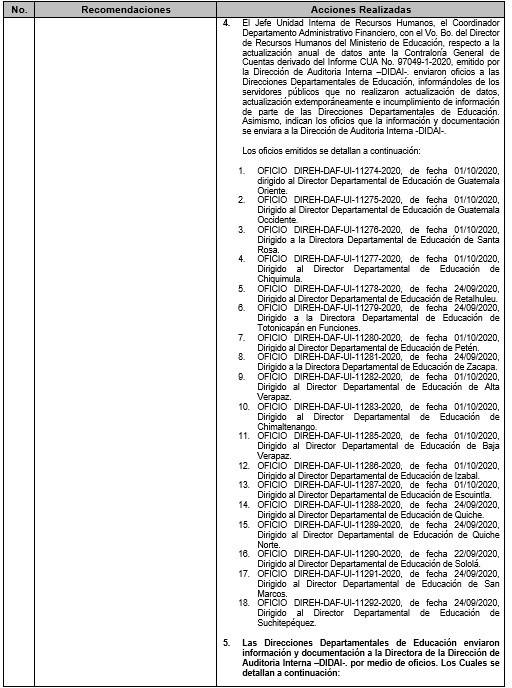 No. Recomendaciones Acciones Realizadas
4. El Jefe Unidad Interna de Recursos Humanos, el Coordinador
Departamento Administrativo Financiero, con el Vo. Bo. del Director
de Recursos Humanos del Ministerio de Educación, respecto a la
actualización anual de datos ante la Contraloría General de
Cuentas derivado del Informe CUA No. 97049-1-2020, emitido por
la Dirección de Auditoria Interna –DIDAI-. enviaron oficios a las
Direcciones Departamentales de Educación, informándoles de los
servidores públicos que no realizaron actualización de datos,
actualización extemporáneamente e incumplimiento de información
de parte de las Direcciones Departamentales de Educación.
Asimismo, indican los oficios que la información y documentación
se enviara a la Dirección de Auditoria Interna -DIDAI-.
Los oficios emitidos se detallan a continuación:
1. OFICIO DIREH-DAF-UI-11274-2020, de fecha 01/10/2020,
dirigido al Director Departamental de Educación de Guatemala
Oriente.
2. OFICIO DIREH-DAF-UI-11275-2020, de fecha 01/10/2020,
Dirigido al Director Departamental de Educación de Guatemala
Occidente.
3. OFICIO DIREH-DAF-UI-11276-2020, de fecha 01/10/2020,
Dirigido a la Directora Departamental de Educación de Santa
Rosa.
4. OFICIO DIREH-DAF-UI-11277-2020, de fecha 01/10/2020,
Dirigido al Director Departamental de Educación de
Chiquimula.
5. OFICIO DIREH-DAF-UI-11278-2020, de fecha 24/09/2020,
Dirigido al Director Departamental de Educación de Retalhuleu.
6. OFICIO DIREH-DAF-UI-11279-2020, de fecha 24/09/2020,
Dirigido a la Directora Departamental de Educación de
Totonicapán en Funciones.
7. OFICIO DIREH-DAF-UI-11280-2020, de fecha 01/10/2020,
Dirigido al Director Departamental de Educación de Petén.
8. OFICIO DIREH-DAF-UI-11281-2020, de fecha 24/09/2020,
Dirigido a la Directora Departamental de Educación de Zacapa.
9. OFICIO DIREH-DAF-UI-11282-2020, de fecha 01/10/2020,
Dirigido al Director Departamental de Educación de Alta
Verapaz.
10. OFICIO DIREH-DAF-UI-11283-2020, de fecha 01/10/2020,
Dirigido al Director Departamental de Educación de
Chimaltenango.
11. OFICIO DIREH-DAF-UI-11285-2020, de fecha 01/10/2020,
Dirigido al Director Departamental de Educación de Baja
Verapaz.
12. OFICIO DIREH-DAF-UI-11286-2020, de fecha 01/10/2020,
Dirigido al Director Departamental de Educación de Izabal.
13. OFICIO DIREH-DAF-UI-11287-2020, de fecha 01/10/2020,
Dirigido al Director Departamental de Educación de Escuintla.
14. OFICIO DIREH-DAF-UI-11288-2020, de fecha 24/09/2020,
Dirigido al Director Departamental de Educación de Quiche.
15. OFICIO DIREH-DAF-UI-11289-2020, de fecha 24/09/2020,
Dirigido al Director Departamental de Educación de Quiche
Norte.
16. OFICIO DIREH-DAF-UI-11290-2020, de fecha 22/09/2020,
Dirigido al Director Departamental de Educación de Sololá.
17. OFICIO DIREH-DAF-UI-11291-2020, de fecha 24/09/2020,
Dirigido al Director Departamental de Educación de San
Marcos.
18. OFICIO DIREH-DAF-UI-11292-2020, de fecha 24/09/2020,
Dirigido al Director Departamental de Educación de
Suchitepéquez.
5. Las Direcciones Departamentales de Educación enviaron
información y documentación a la Directora de la Dirección de
Auditoria Interna –DIDAI-. por medio de oficios. Los Cuales se
detallan a continuación: